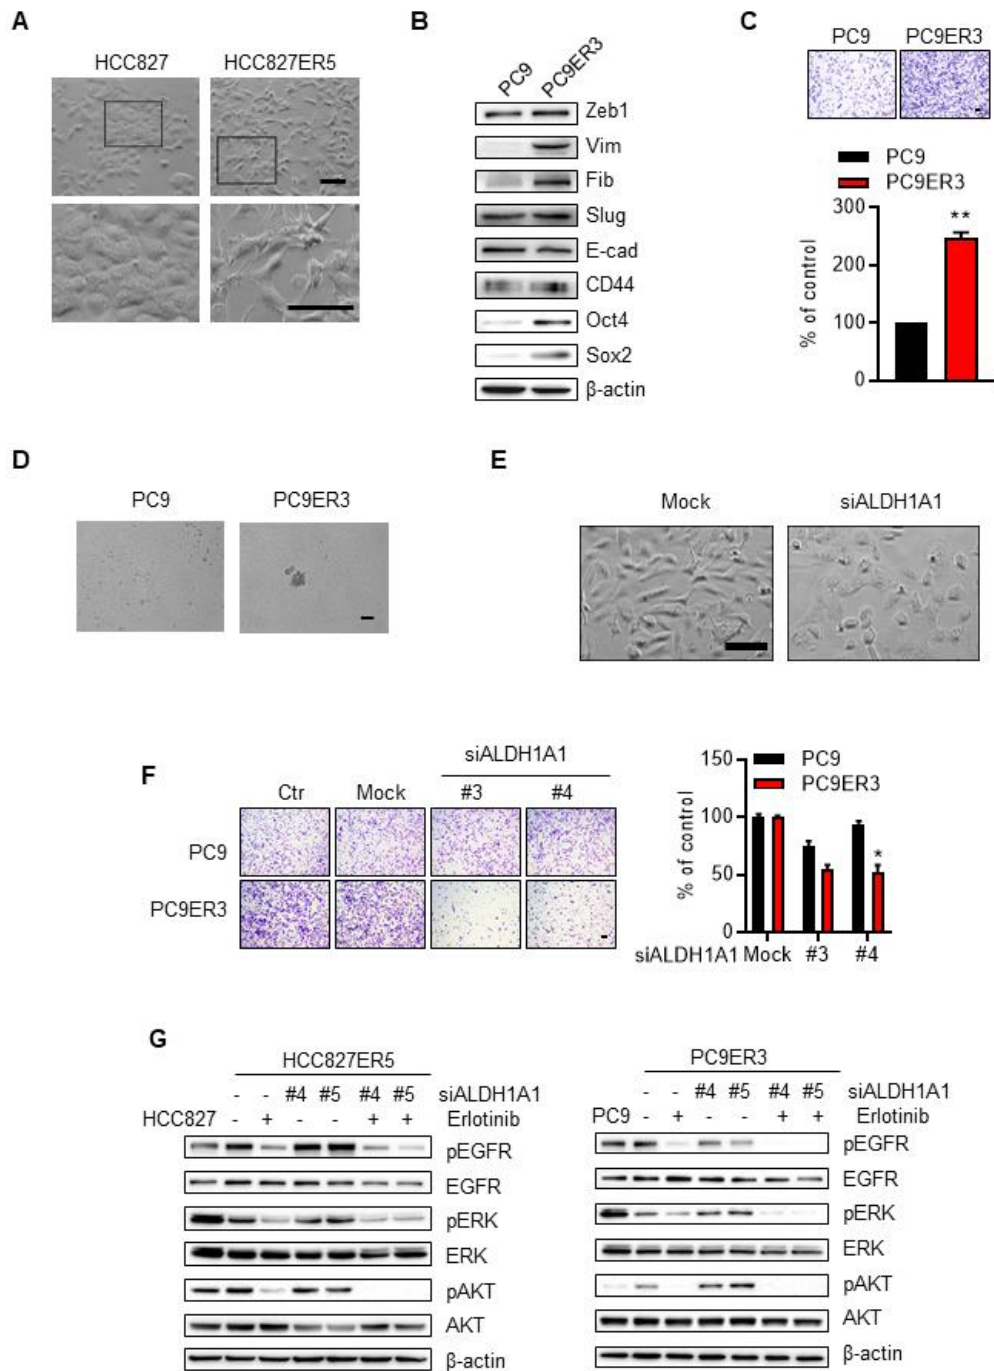 A
HCC827 HCC827ER5
B
PC9 PC9ER3
Zeb1
Vim
Fib
Slug
E-cad
CD44
Oct4
Sox2
β-actin
C
PC9 PC9ER3
PC9
PC9ER3
% of control
300
200
100
0
**
D
PC9 PC9ER3
E
Mock siALDH1A1
F
siALDH1A1
Ctr Mock #3 #4
PC9
PC9ER3
% of control
150
100
50
0
PC9
PC9ER3
*
siALDH1A1 Mock #3 #4
G
HCC827ER5
- - #4 #5 #4 #5 siALDH1A1
HCC827 - + - - + + Erlotinib
pEGFR
EGFR
pERK
ERK
pAKT
AKT
β-actin
PC9ER3
- - #4 #5 #4 #5 siALDH1A1
PC9 - + - - + + Erlotinib
pEGFR
EGFR
pERK
ERK
pAKT
AKT
β-actin